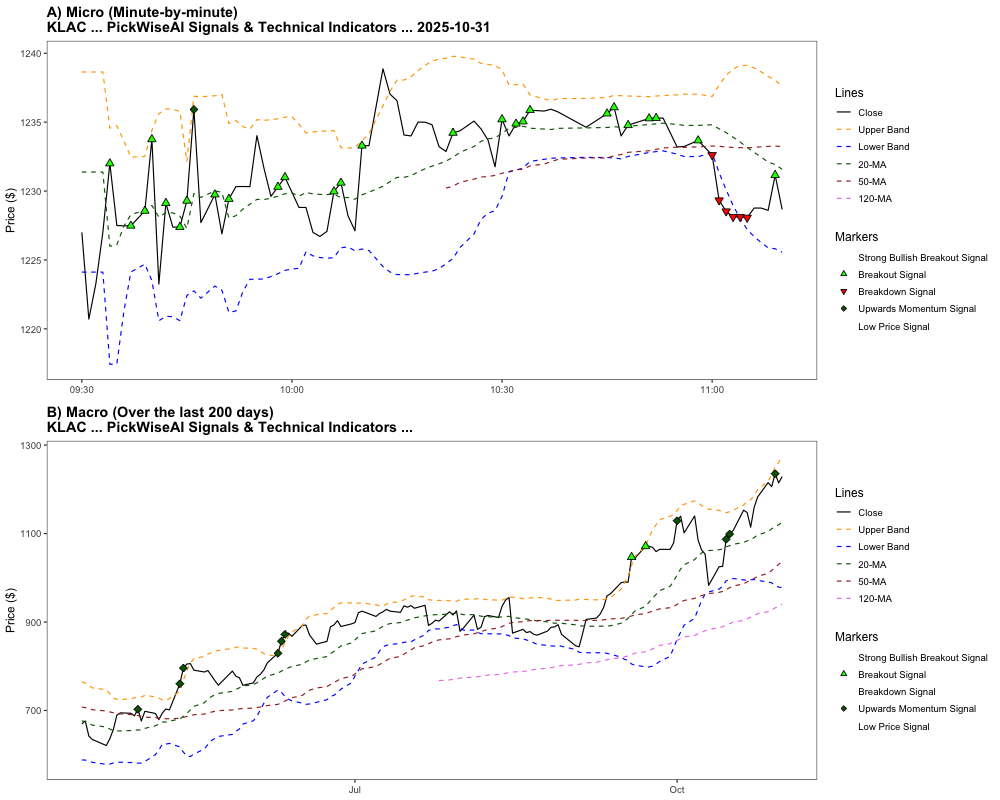 A) Micro (Minute-by-minute)
KLAC ... PickWiseAI Signals & Technical Indicators ... 2025-10-31
1240
1235
1230
1225
1220
Price ($)
09:30
10:00
10:30
11:00
Lines
Close
Upper Band
Lower Band
20-MA
50-MA
120-MA
Markers
Strong Bullish Breakout Signal
Breakout Signal
Breakdown Signal
Upwards Momentum Signal
Low Price Signal
B) Macro (Over the last 200 days)
KLAC ... PickWiseAI Signals & Technical Indicators ...
1300
1100
900
700
Price ($)
Jul
Oct
Lines
Close
Upper Band
Lower Band
20-MA
50-MA
120-MA
Markers
Strong Bullish Breakout Signal
Breakout Signal
Breakdown Signal
Upwards Momentum Signal
Low Price Signal